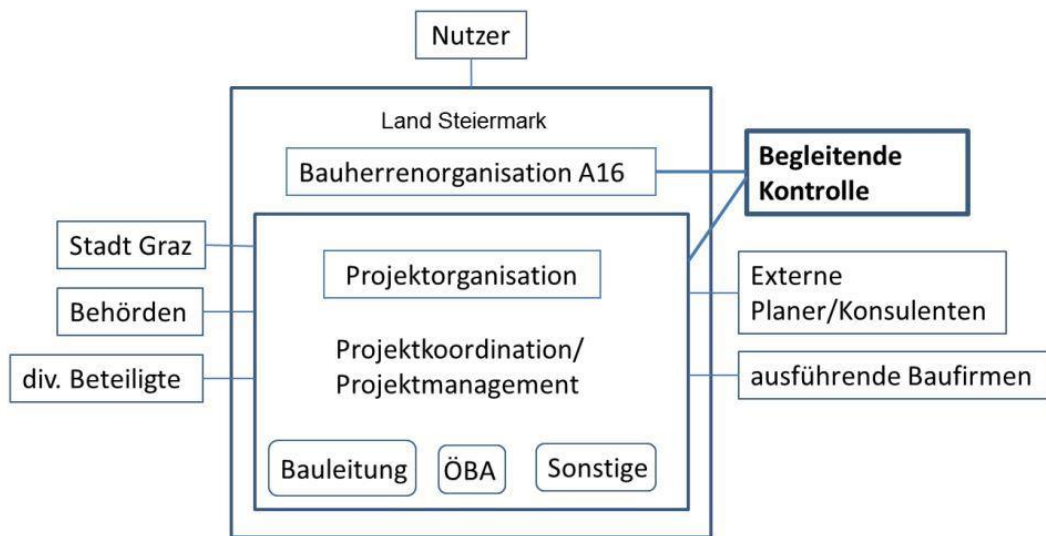 Nutzer
Land Steiermark
Bauherrenorganisation A16
Begleitende
Kontrolle
Stadt Graz
Behörden
div. Beteiligte
Projektorganisation
Projektkoordination/
Projektmanagement
Bauleitung
ÖBA
Sonstige
Externe
Planer/Konsulenten
ausführende Baufirmen